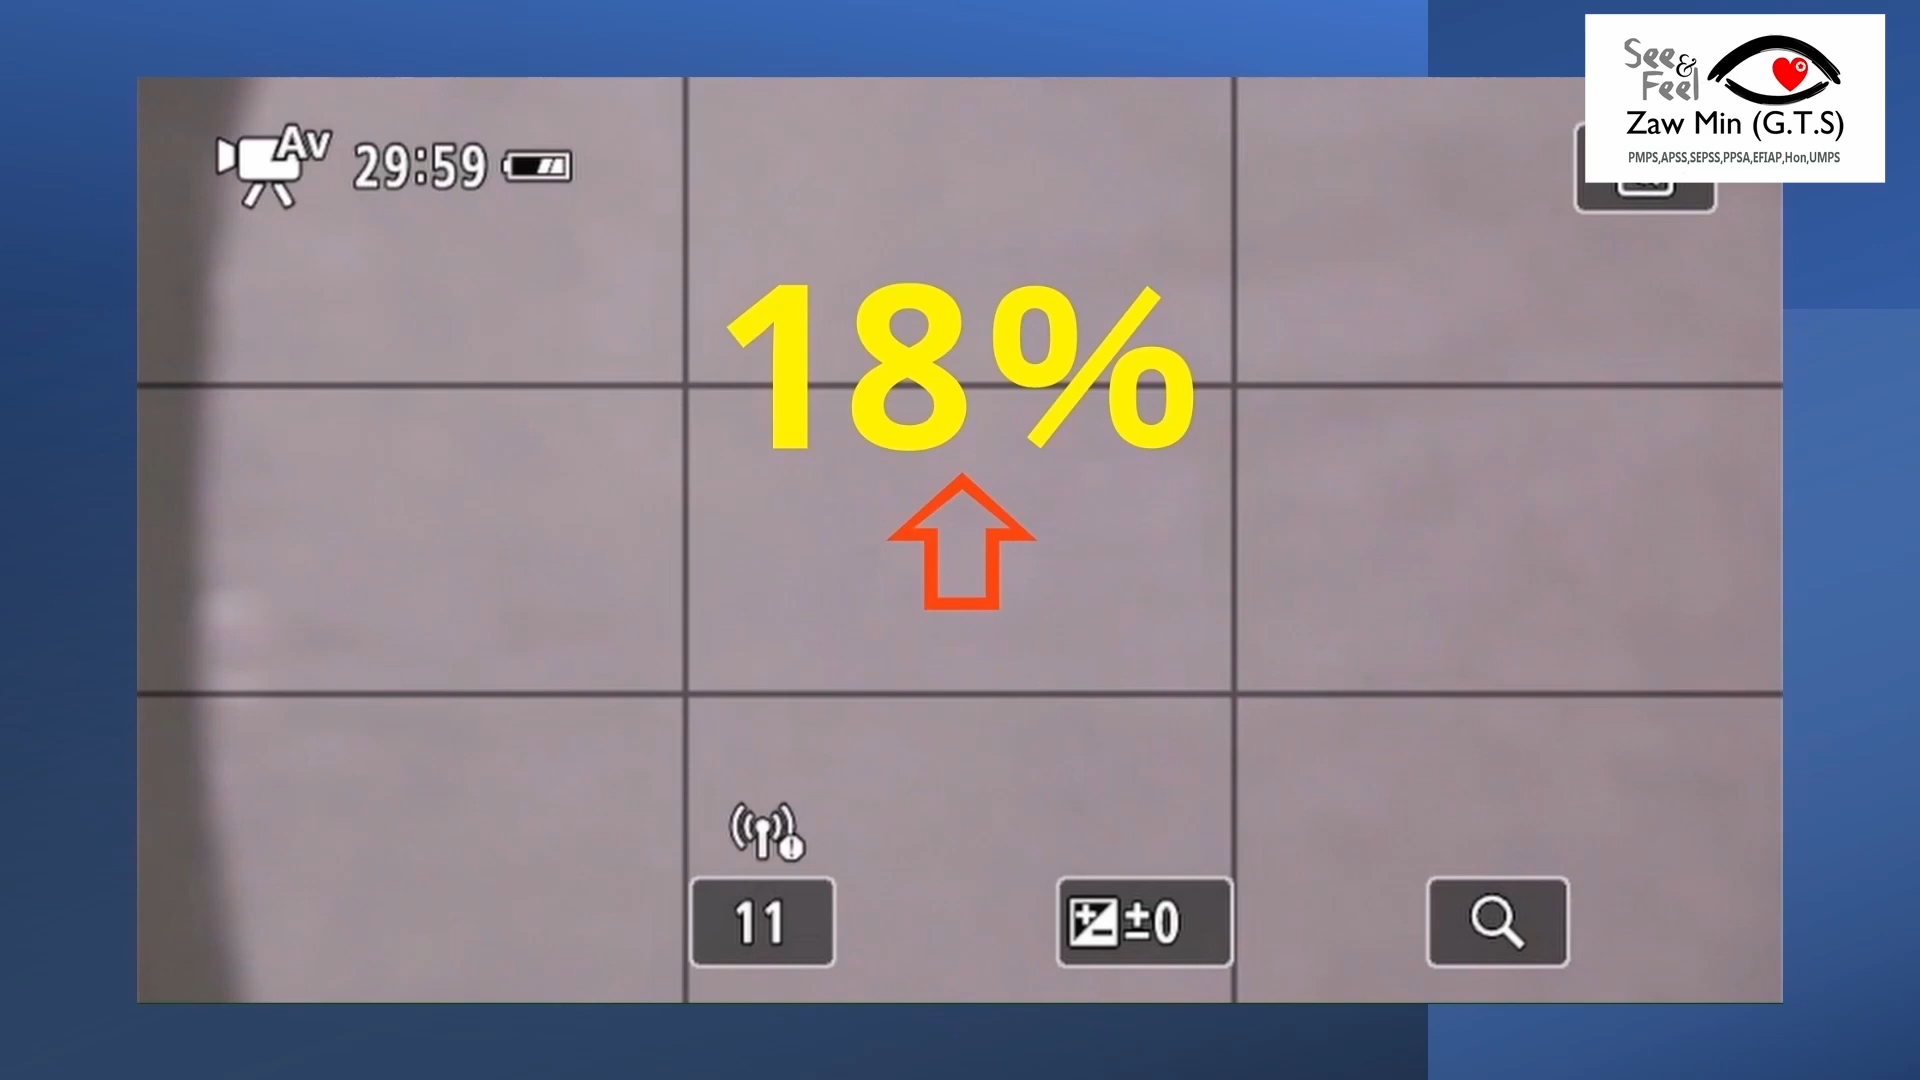 See &
Feel
Zaw Min (G.T.S)
PMPS,APSS,SEPSS,PPSA,EFIAP,Hon,UMPS
Av 29:59
18%
11
±0